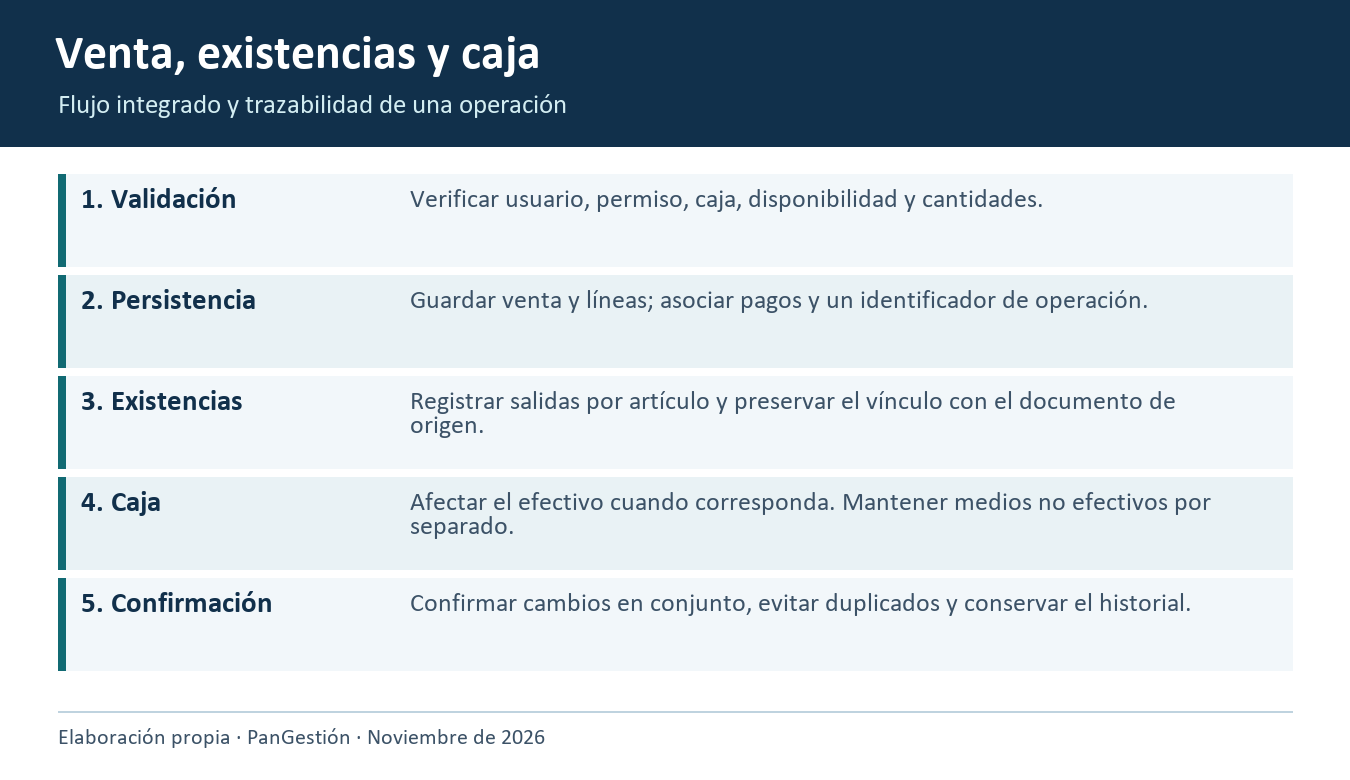 Venta, existencias y caja
Flujo integrado y trazabilidad de una operación
1. Validación
Verificar usuario, permiso, caja, disponibilidad y cantidades.
2. Persistencia
Guardar venta y líneas; asociar pagos y un identificador de operación.
3. Existencias
Registrar salidas por artículo y preservar el vínculo con el documento de
origen.
4. Caja
Afectar el efectivo cuando corresponda. Mantener medios no efectivos por
separado.
5. Confirmación
Confirmar cambios en conjunto, evitar duplicados y conservar el historial.
Elaboración propia · PanGestión · Noviembre de 2026